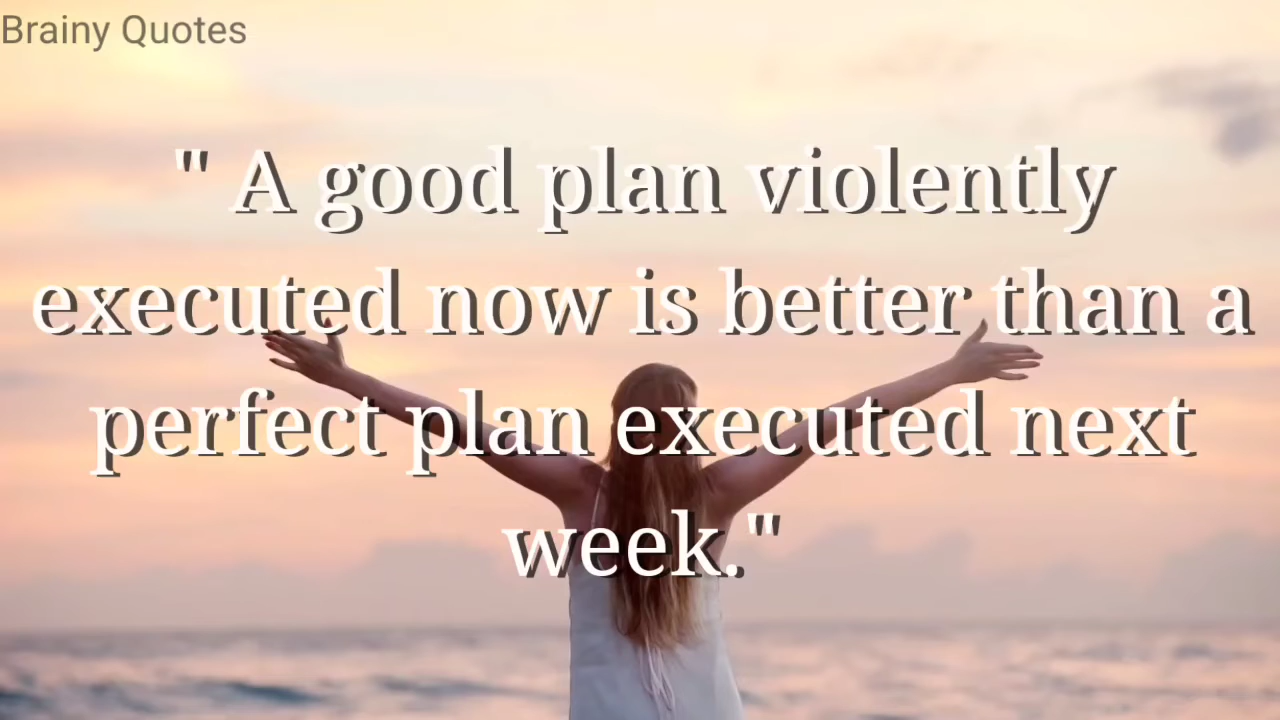 Brainy Quotes
" A good plan violently
executed now is better than a
perfect plan executed next
week."